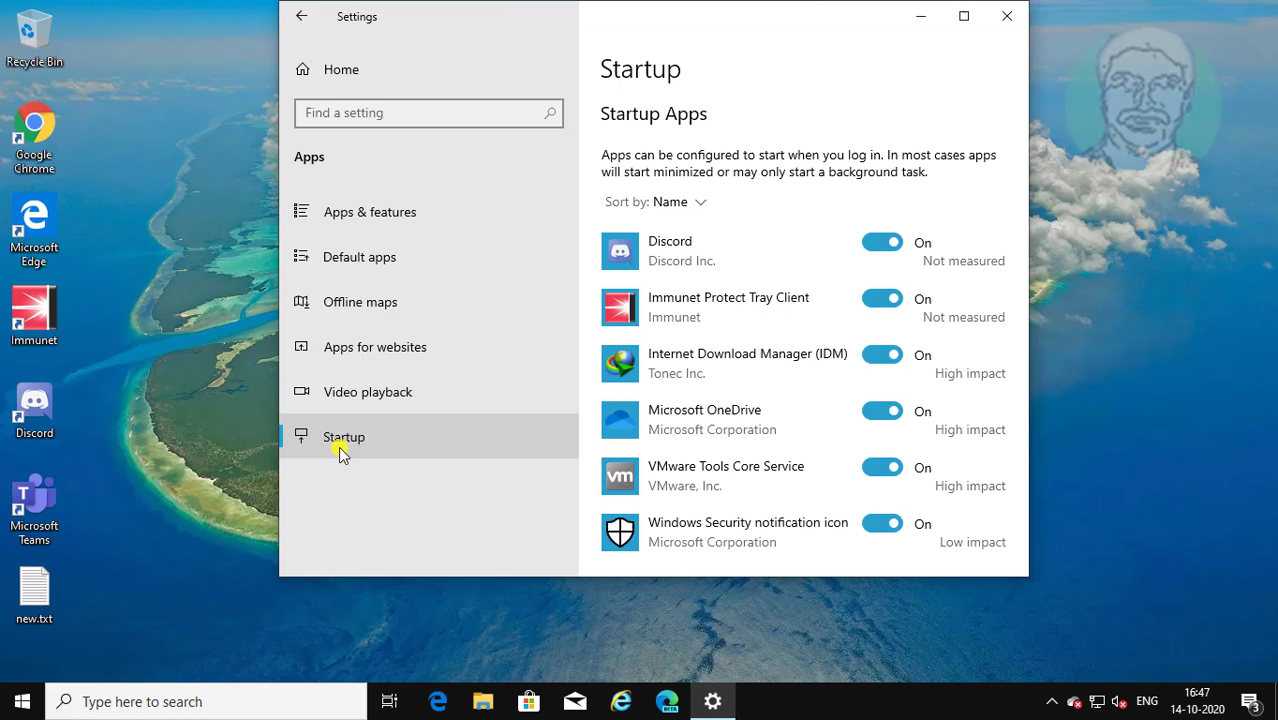 Settings
Home
Find a setting
Apps
Apps & features
Default apps
Offline maps
Apps for websites
Video playback
Startup
Startup
Startup Apps
Apps can be configured to start when you log in. In most cases apps
will start minimized or may only start a background task.
Sort by: Name
Discord
Discord Inc.
On
Not measured
Immunet Protect Tray Client
Immunet
On
Not measured
Internet Download Manager (IDM)
Tonec Inc.
On
High impact
Microsoft OneDrive
Microsoft Corporation
On
High impact
vm
VMware Tools Core Service
VMware, Inc.
On
High impact
Windows Security notification icon
Microsoft Corporation
On
Low impact
Recycle Bin
Google
Chrome
Microsoft
Edge
Immunet
Discord
Microsoft
Teams
new.txt
Type here to search
BETA
ENG
16:47
14-10-2020
3